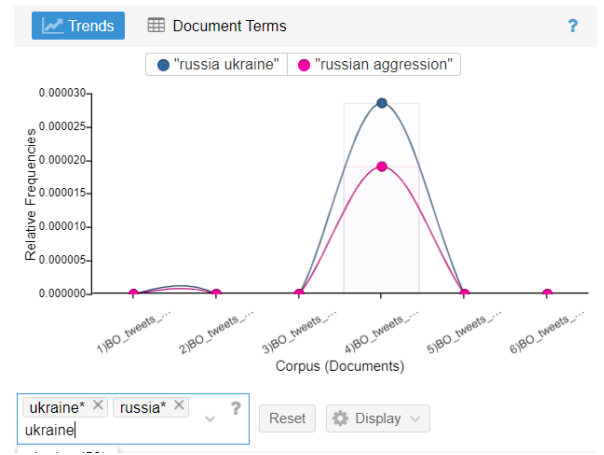 Trends Document Terms ?
"russia ukraine" "russian aggression"
0.000030
0.000025
0.000020
0.000015
0.000010
0.000005
0.000000
Relative Frequencies
1)BO_tweets_... 2)BO_tweets_... 3)BO_tweets_... 4)BO_tweets_... 5)BO_tweets_... 6)BO_tweets_...
Corpus (Documents)
ukraine* × russia* × ? Reset Display
ukraine